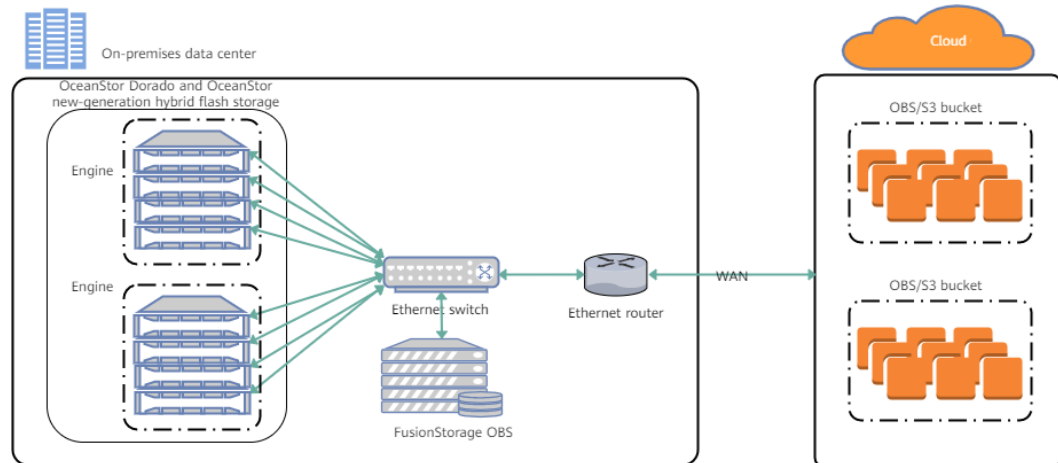 On-premises data center
Cloud
OceanStor Dorado and OceanStor
new-generation hybrid flash storage
OBS/S3 bucket
Engine
WAN
Engine
OBS/S3 bucket
Ethernet switch
Ethernet router
FusionStorage OBS